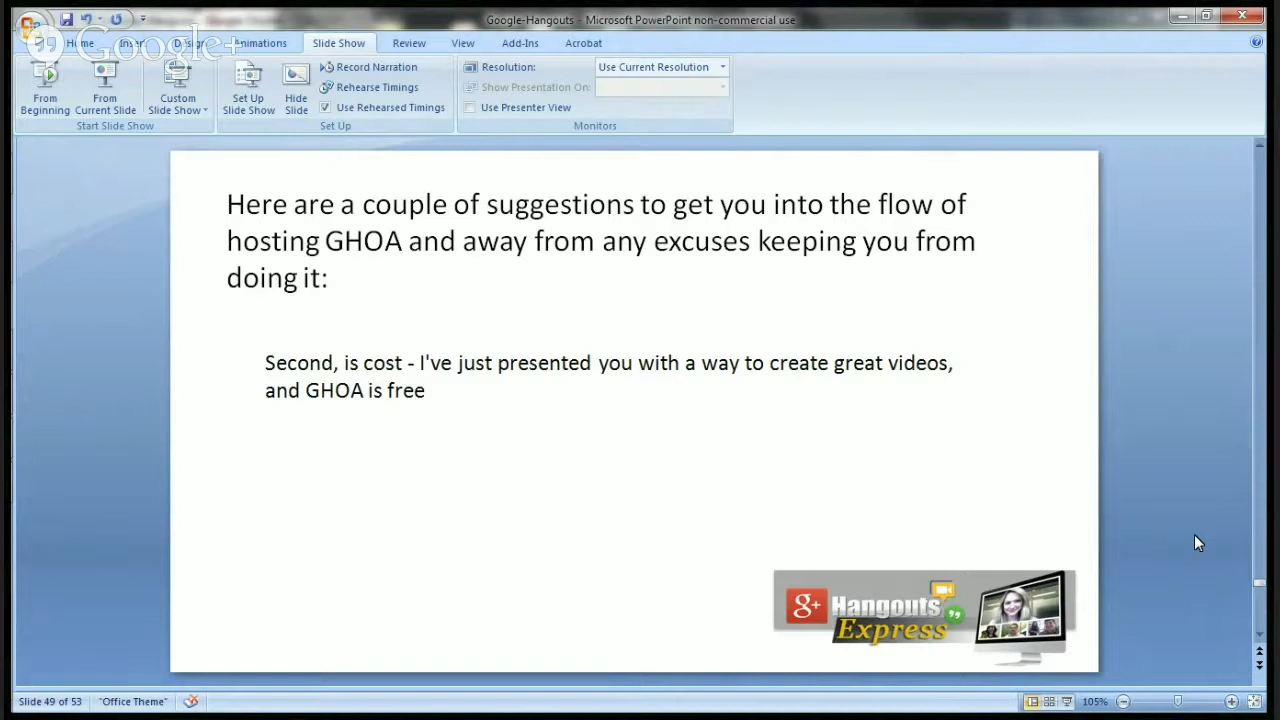 Google-Hangouts - Microsoft PowerPoint non-commercial use
Google+
Home Insert Design Animations Slide Show Review View Add-Ins Acrobat
From Beginning
From Current Slide
Custom Slide Show
Start Slide Show
Set Up Slide Show
Hide Slide
Record Narration
Rehearse Timings
Use Rehearsed Timings
Set Up
Resolution: Use Current Resolution
Show Presentation On:
Use Presenter View
Monitors
Here are a couple of suggestions to get you into the flow of
hosting GHOA and away from any excuses keeping you from
doing it:
Second, is cost - I've just presented you with a way to create great videos,
and GHOA is free
g+ Hangouts
Express
Slide 49 of 53 "Office Theme" 105%